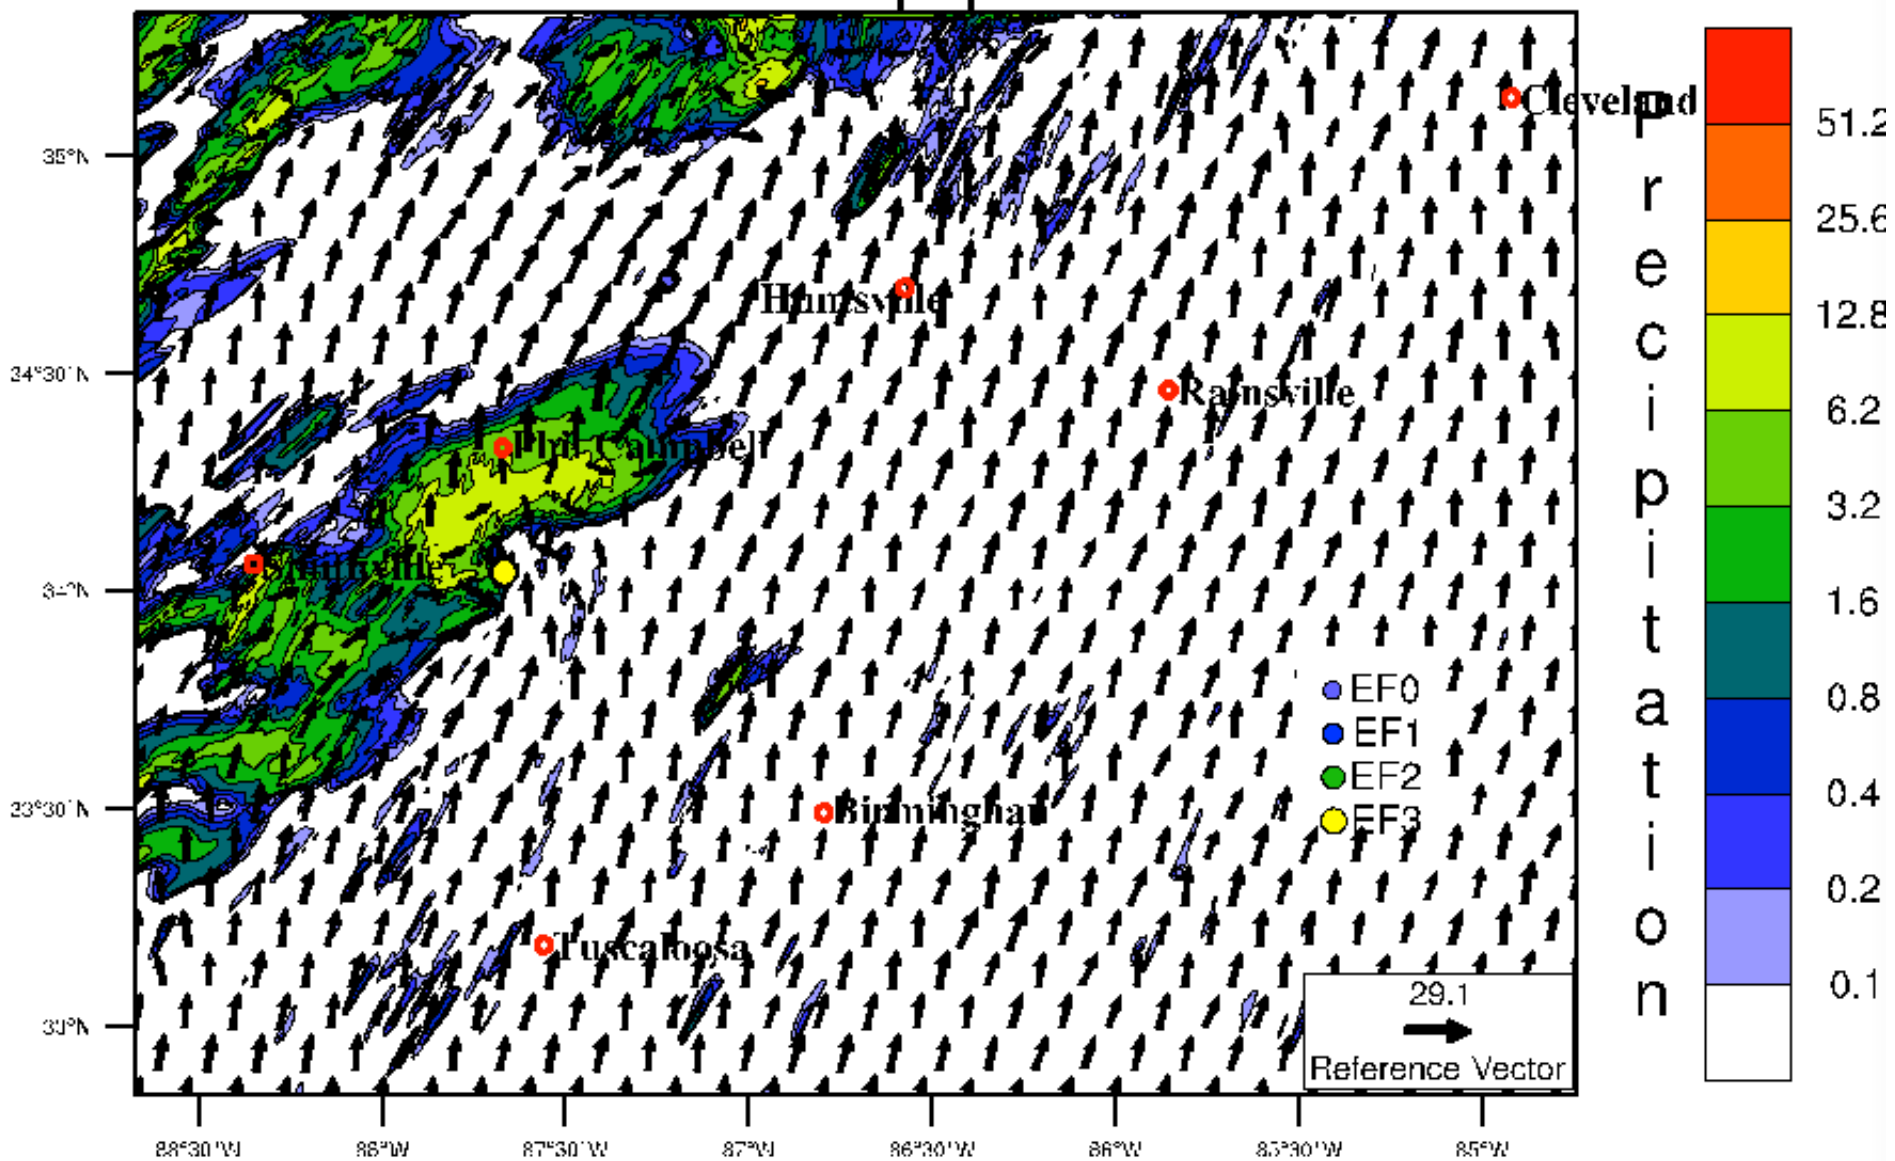 Cleveland
35°N
Huntsville
34°30'N
Rainsville
Phil Campbell
Smithville
34°N
EF0
EF1
EF2
33°30'N
Birmingham
EF3
Tuscaloosa
29.1
33°N
Reference Vector
88°30'W 88°W 87°30'W 87°W 86°30'W 86°W 85°30'W 85°W
Precipitation
51.2
25.6
12.8
6.2
3.2
1.6
0.8
0.4
0.2
0.1